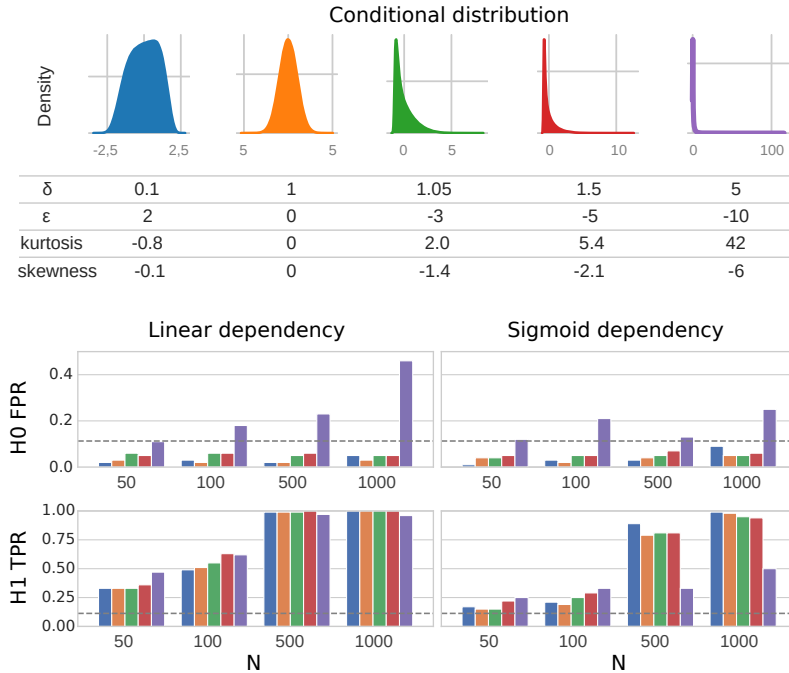 Conditional distribution
Density
-2,5 2,5 -5 5 0 5 0 10 0 100
δ 0.1 1 1.05 1.5 5
ε 2 0 -3 -5 -10
kurtosis -0.8 0 2.0 5.4 42
skewness -0.1 0 -1.4 -2.1 -6
Linear dependency Sigmoid dependency
H0 FPR
0.4
0.2
0.0
50 100 500 1000 50 100 500 1000
H1 TPR
1.00
0.75
0.50
0.25
0.00
50 100 500 1000 50 100 500 1000
N N